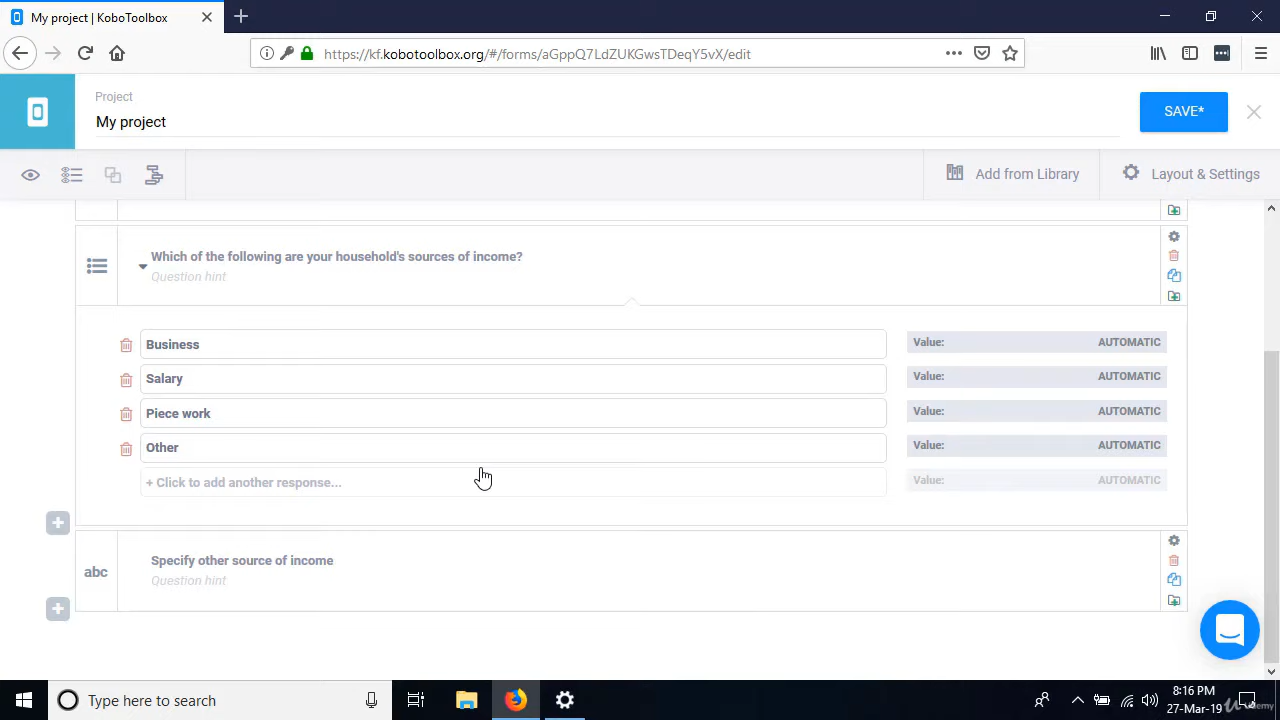 My project | KoboToolbox
https://kf.kobotoolbox.org/#/forms/aGppQ7LdZUKGwsTDeqY5vX/edit
Project
My project
SAVE*
Add from Library
Layout & Settings
Which of the following are your household's sources of income?
Question hint
Business
Value: AUTOMATIC
Salary
Value: AUTOMATIC
Piece work
Value: AUTOMATIC
Other
Value: AUTOMATIC
+ Click to add another response...
Value: AUTOMATIC
abc
Specify other source of income
Question hint
Type here to search
8:16 PM
27-Mar-19
Udemy